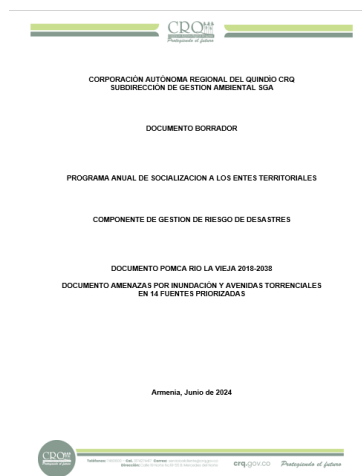 CRQ
Protegiendo el futuro
CORPORACIÓN AUTÓNOMA REGIONAL DEL QUINDÍO CRQ
SUBDIRECCIÓN DE GESTION AMBIENTAL SGA
DOCUMENTO BORRADOR
PROGRAMA ANUAL DE SOCIALIZACION A LOS ENTES TERRITORIALES
COMPONENTE DE GESTION DE RIESGO DE DESASTRES
DOCUMENTO POMCA RIO LA VIEJA 2018-2038
DOCUMENTO AMENAZAS POR INUNDACIÓN Y AVENIDAS TORRENCIALES
EN 14 FUENTES PRIORIZADAS
Armenia, Junio de 2024
CRQ
Protegiendo el futuro
crq.gov.co Protegiendo el futuro